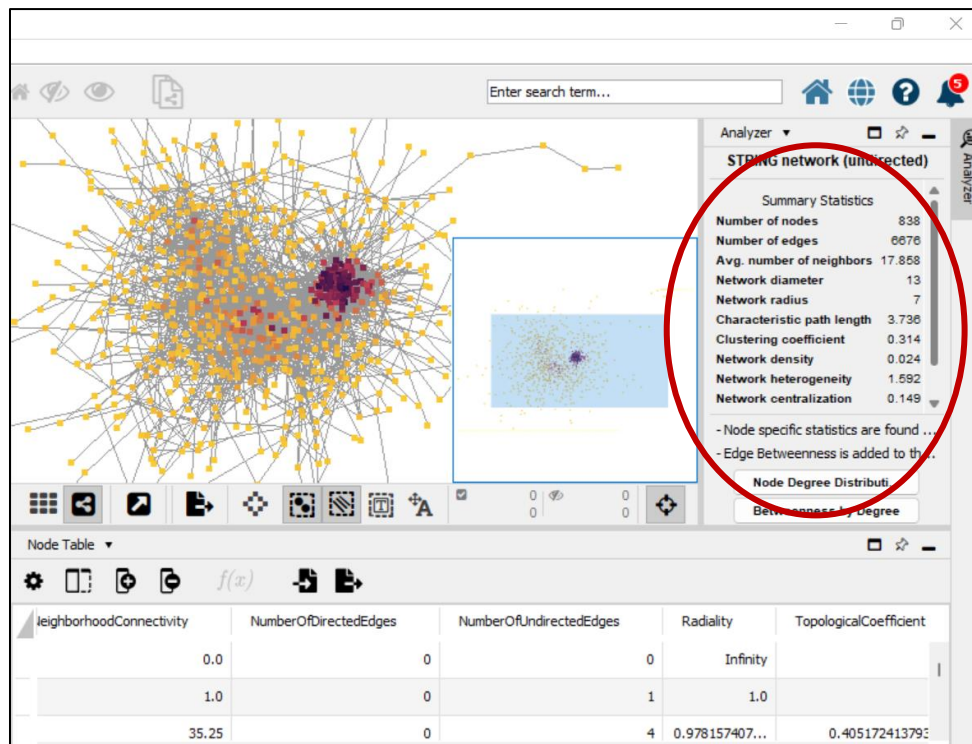 Enter search term...
5
Analyzer
Analyzer
STRING network (undirected)
Summary Statistics
Number of nodes 838
Number of edges 6676
Avg. number of neighbors 17.858
Network diameter 13
Network radius 7
Characteristic path length 3.736
Clustering coefficient 0.314
Network density 0.024
Network heterogeneity 1.592
Network centralization 0.149
- Node specific statistics are found ...
- Edge Betweenness is added to th...
Node Degree Distributi...
Betweenness by Degree
T
A
0 0
0 0
Node Table
f(x)
NeighborhoodConnectivity NumberOfDirectedEdges NumberOfUndirectedEdges Radiality TopologicalCoefficient
0.0 0 0 Infinity
1.0 0 1 1.0
35.25 0 4 0.978157407... 0.405172413793